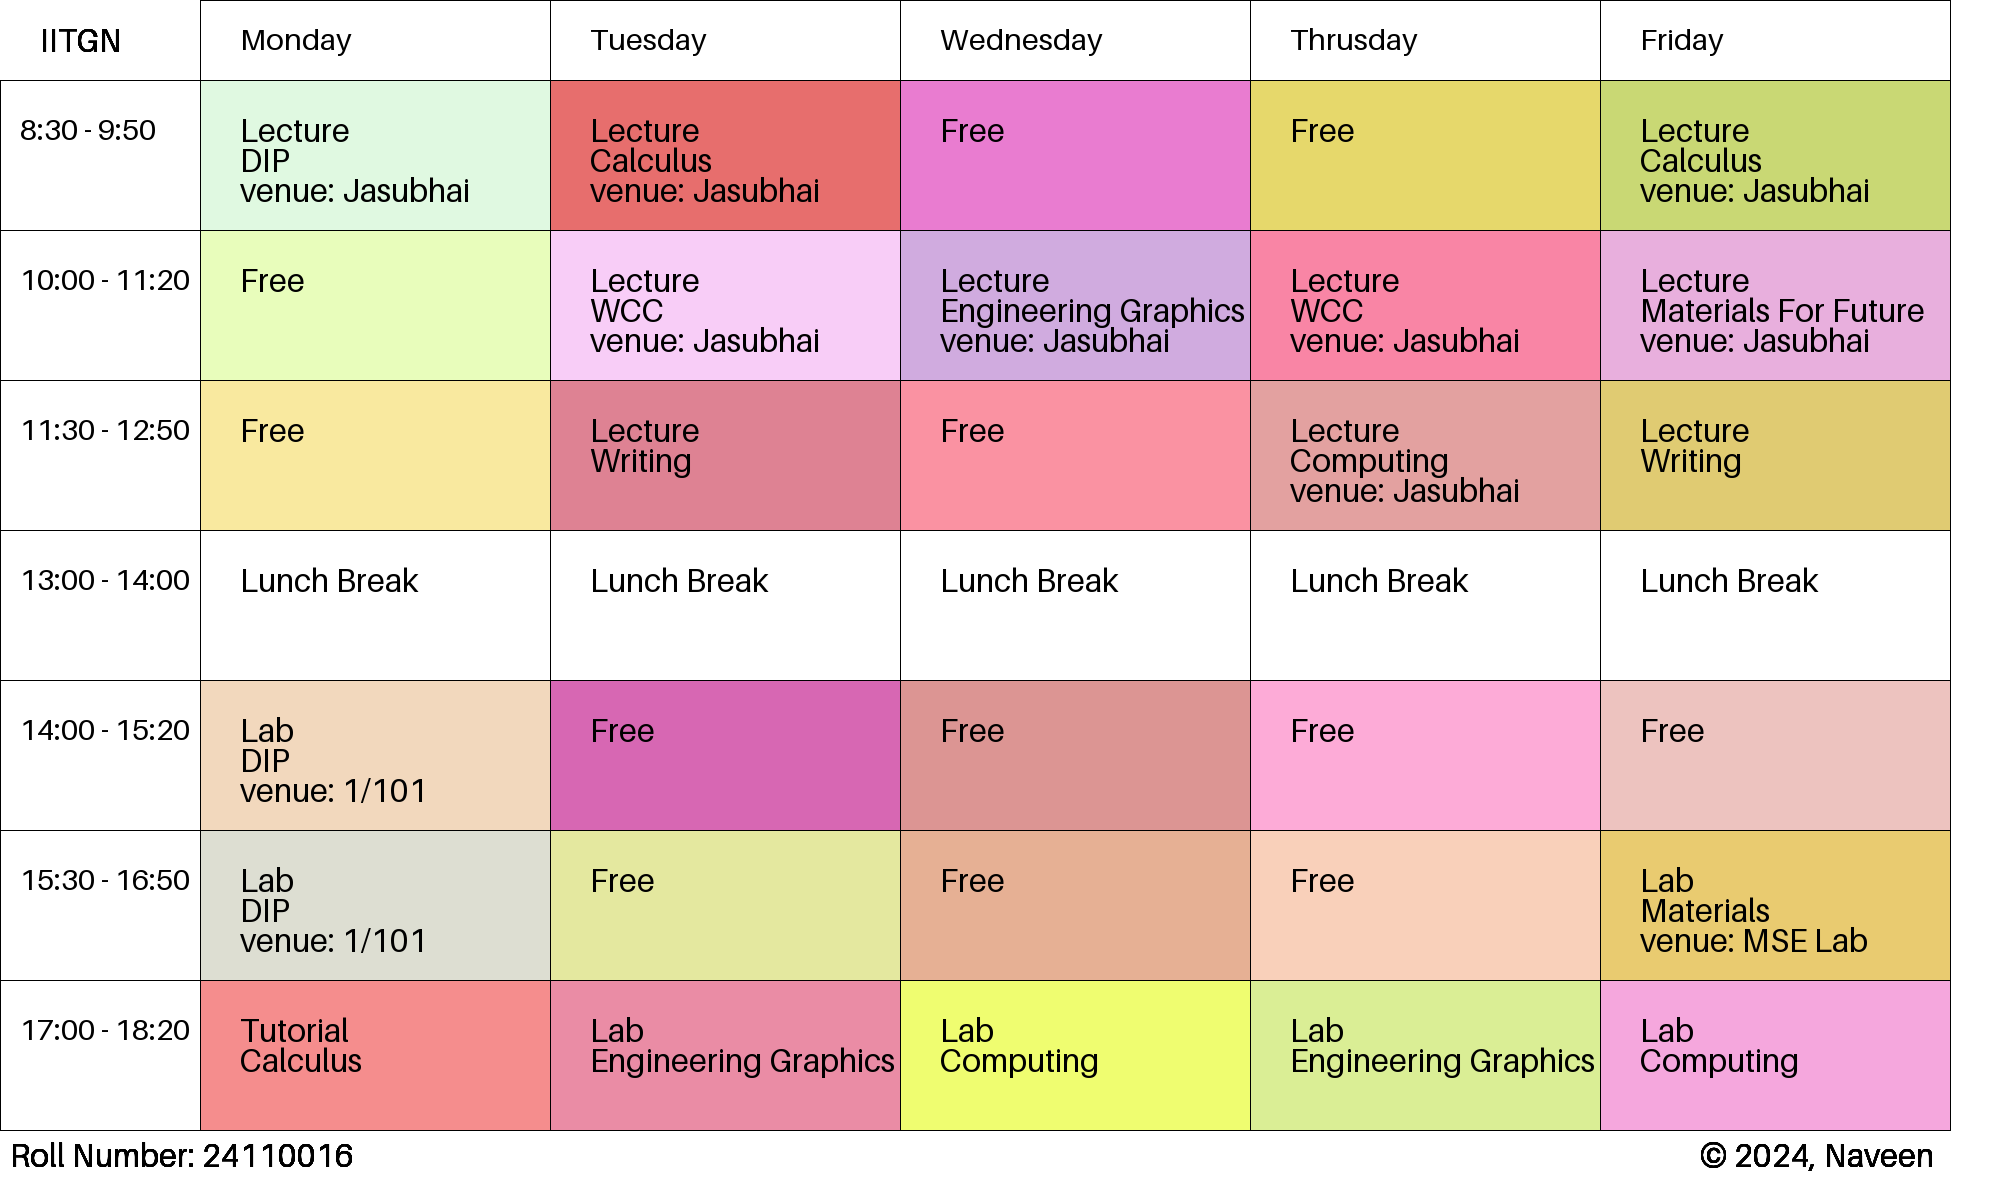 IITGN Monday Tuesday Wednesday Thrusday Friday
8:30 - 9:50
Lecture
DIP
venue: Jasubhai
Lecture
Calculus
venue: Jasubhai
Free
Free
Lecture
Calculus
venue: Jasubhai
10:00 - 11:20
Free
Lecture
WCC
venue: Jasubhai
Lecture
Engineering Graphics
venue: Jasubhai
Lecture
WCC
venue: Jasubhai
Lecture
Materials For Future
venue: Jasubhai
11:30 - 12:50
Free
Lecture
Writing
Free
Lecture
Computing
venue: Jasubhai
Lecture
Writing
13:00 - 14:00
Lunch Break
Lunch Break
Lunch Break
Lunch Break
Lunch Break
14:00 - 15:20
Lab
DIP
venue: 1/101
Free
Free
Free
Free
15:30 - 16:50
Lab
DIP
venue: 1/101
Free
Free
Free
Lab
Materials
venue: MSE Lab
17:00 - 18:20
Tutorial
Calculus
Lab
Engineering Graphics
Lab
Computing
Lab
Engineering Graphics
Lab
Computing
Roll Number: 24110016
© 2024, Naveen